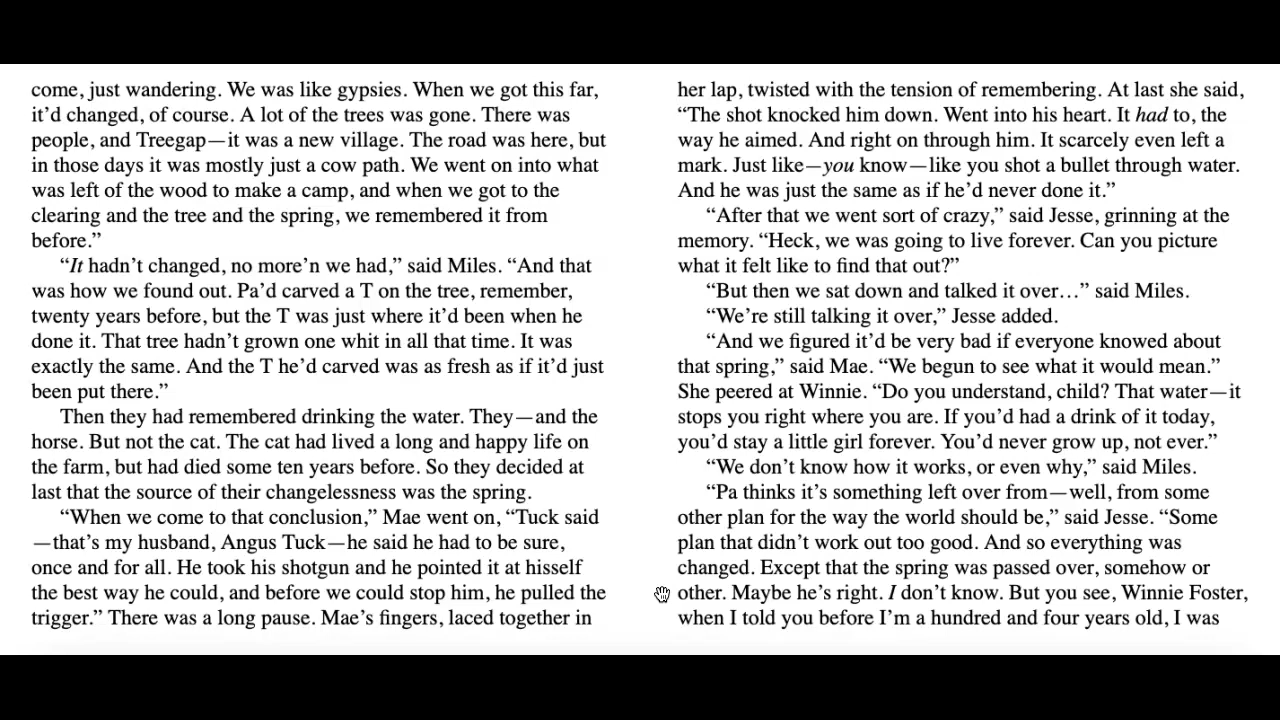 come, just wandering. We was like gypsies. When we got this far,
it’d changed, of course. A lot of the trees was gone. There was
people, and Treegap—it was a new village. The road was here, but
in those days it was mostly just a cow path. We went on into what
was left of the wood to make a camp, and when we got to the
clearing and the tree and the spring, we remembered it from
before.”
“It hadn’t changed, no more’n we had,” said Miles. “And that
was how we found out. Pa’d carved a T on the tree, remember,
twenty years before, but the T was just where it’d been when he
done it. That tree hadn’t grown one whit in all that time. It was
exactly the same. And the T he’d carved was as fresh as if it’d just
been put there.”
Then they had remembered drinking the water. They—and the
horse. But not the cat. The cat had lived a long and happy life on
the farm, but had died some ten years before. So they decided at
last that the source of their changelessness was the spring.
“When we come to that conclusion,” Mae went on, “Tuck said
—that’s my husband, Angus Tuck—he said he had to be sure,
once and for all. He took his shotgun and he pointed it at hisself
the best way he could, and before we could stop him, he pulled the
trigger.” There was a long pause. Mae’s fingers, laced together in
her lap, twisted with the tension of remembering. At last she said,
“The shot knocked him down. Went into his heart. It had to, the
way he aimed. And right on through him. It scarcely even left a
mark. Just like—you know—like you shot a bullet through water.
And he was just the same as if he’d never done it.”
“After that we went sort of crazy,” said Jesse, grinning at the
memory. “Heck, we was going to live forever. Can you picture
what it felt like to find that out?”
“But then we sat down and talked it over…” said Miles.
“We’re still talking it over,” Jesse added.
“And we figured it’d be very bad if everyone knowed about
that spring,” said Mae. “We begun to see what it would mean.”
She peered at Winnie. “Do you understand, child? That water—it
stops you right where you are. If you’d had a drink of it today,
you’d stay a little girl forever. You’d never grow up, not ever.”
“We don’t know how it works, or even why,” said Miles.
“Pa thinks it’s something left over from—well, from some
other plan for the way the world should be,” said Jesse. “Some
plan that didn’t work out too good. And so everything was
changed. Except that the spring was passed over, somehow or
other. Maybe he’s right. I don’t know. But you see, Winnie Foster,
when I told you before I’m a hundred and four years old, I was